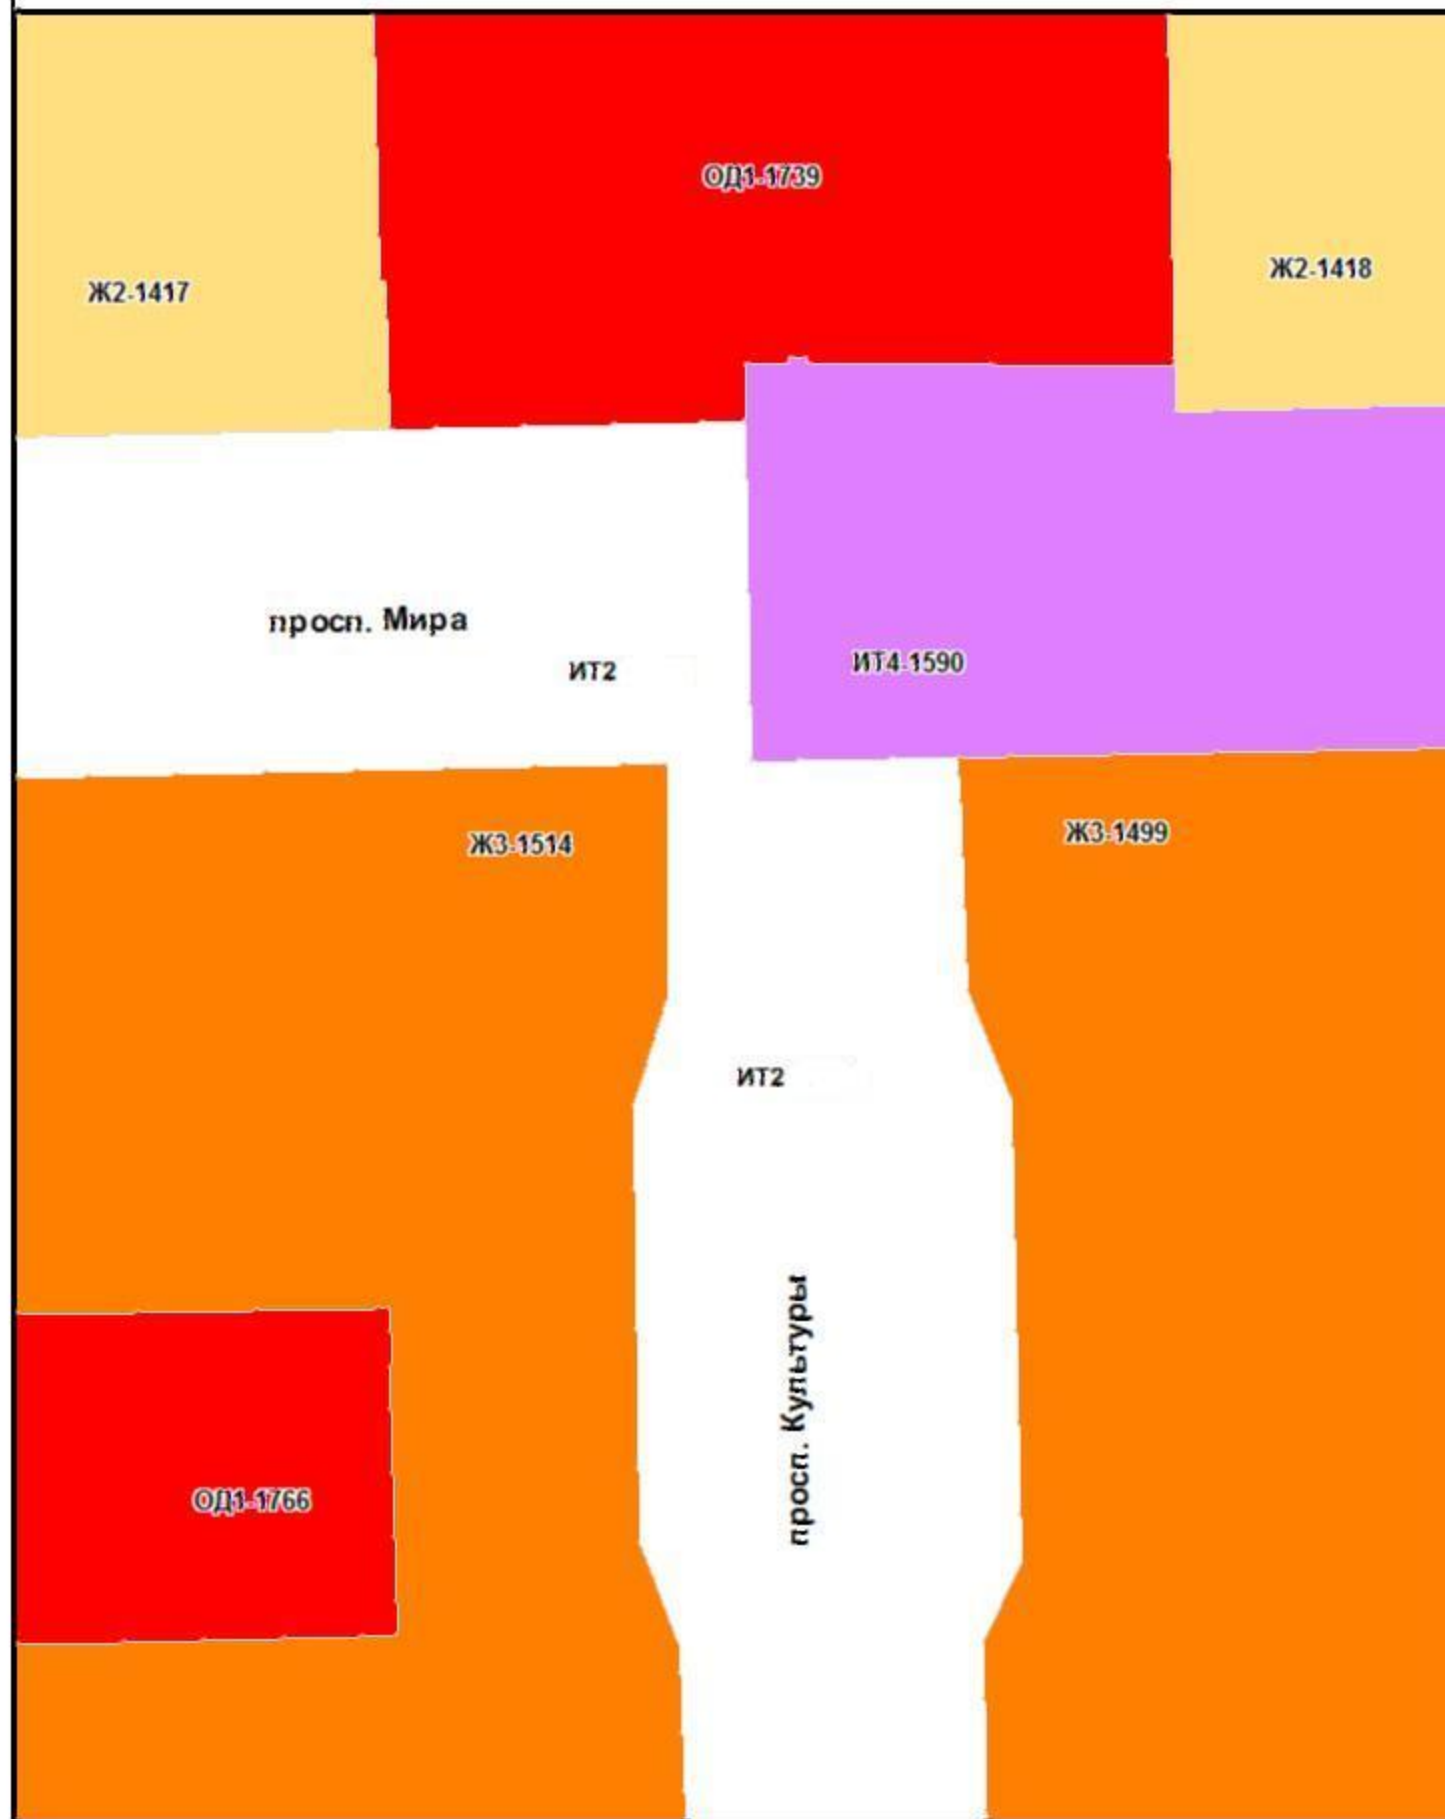 ОД1-1739
Ж2-1418
Ж2-1417
просп. Мира
ИТ2
ИТ4-1590
Ж3-1514
Ж3-1499
ИТ2
просп. Культуры
ОД1-1766